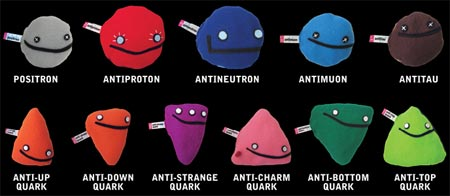 POSITRON ANTIPROTON ANTINEUTRON ANTIMUON ANTITAU
ANTI-UP ANTI-DOWN ANTI-STRANGE ANTI-CHARM ANTI-BOTTOM ANTI-TOP
QUARK QUARK QUARK QUARK QUARK QUARK